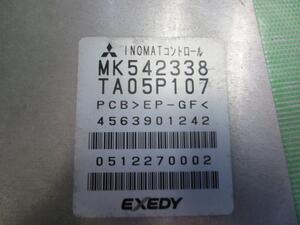 INOMATコントロール
MK542338
TA05P107
PCB>EP-GF<
4563901242
0512270002
EXEDY